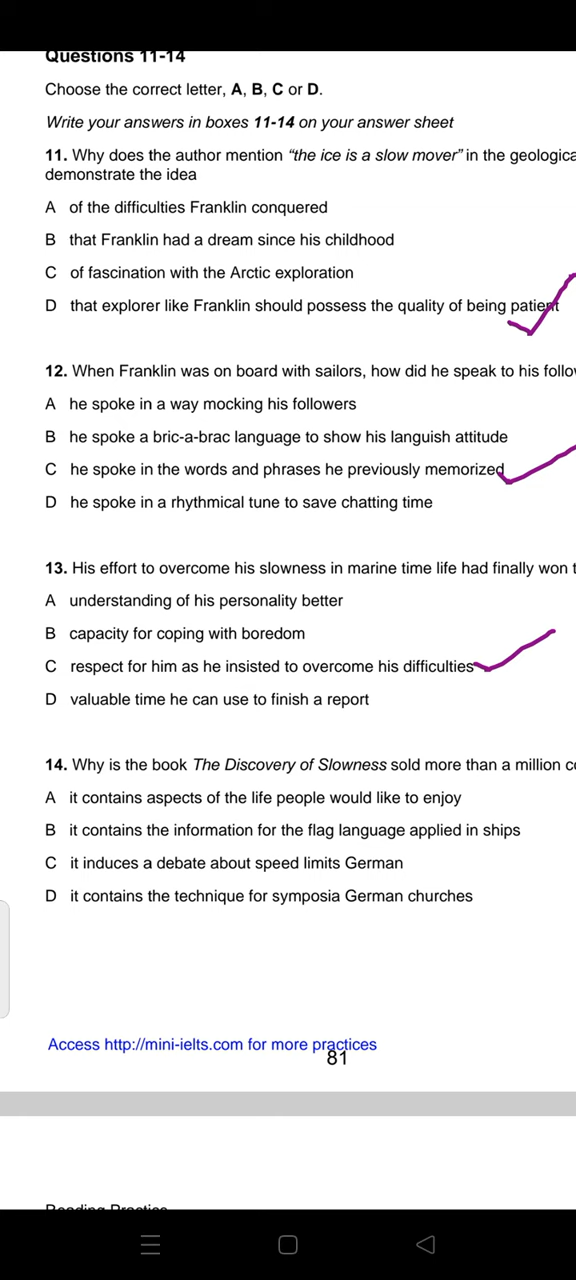 Questions 11-14
Choose the correct letter, A, B, C or D.
Write your answers in boxes 11-14 on your answer sheet
11. Why does the author mention “the ice is a slow mover” in the geologica
demonstrate the idea
A of the difficulties Franklin conquered
B that Franklin had a dream since his childhood
C of fascination with the Arctic exploration
D that explorer like Franklin should possess the quality of being patient
12. When Franklin was on board with sailors, how did he speak to his follo
A he spoke in a way mocking his followers
B he spoke a bric-a-brac language to show his languish attitude
C he spoke in the words and phrases he previously memorized
D he spoke in a rhythmical tune to save chatting time
13. His effort to overcome his slowness in marine time life had finally won t
A understanding of his personality better
B capacity for coping with boredom
C respect for him as he insisted to overcome his difficulties
D valuable time he can use to finish a report
14. Why is the book The Discovery of Slowness sold more than a million c
A it contains aspects of the life people would like to enjoy
B it contains the information for the flag language applied in ships
C it induces a debate about speed limits German
D it contains the technique for symposia German churches
Access http://mini-ielts.com for more practices
81
Reading Practice